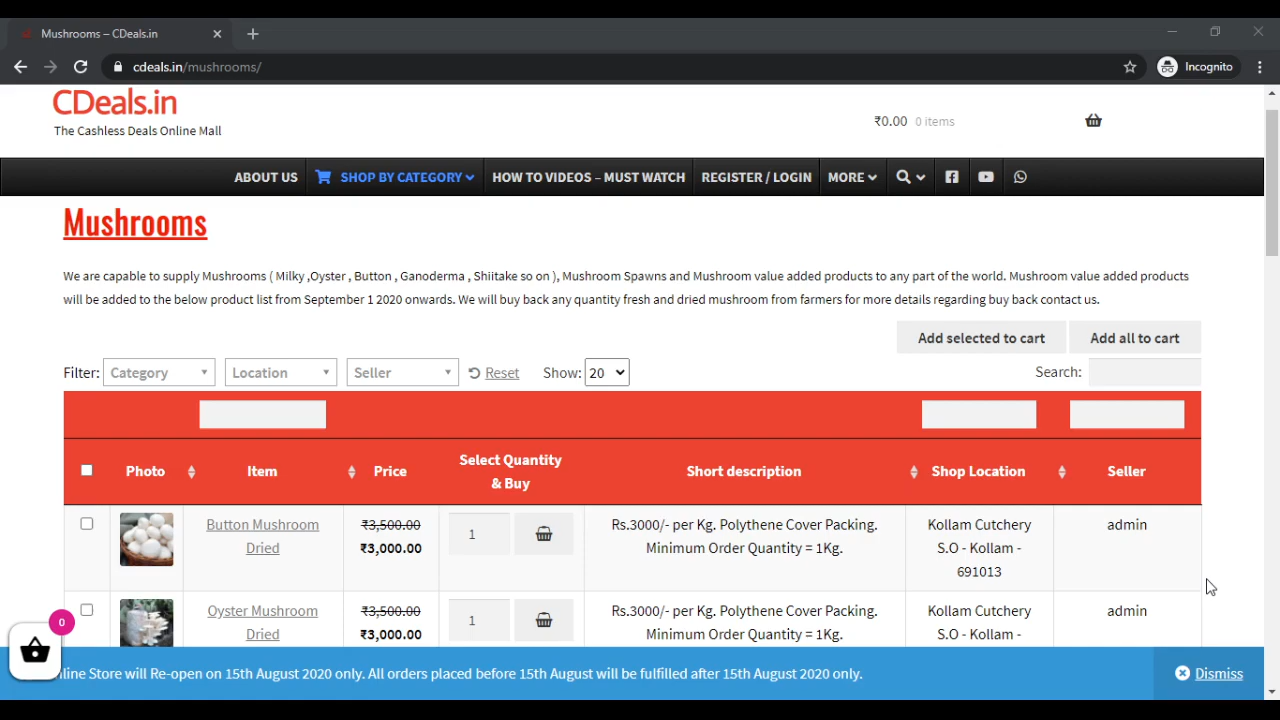 Mushrooms – CDeals.in
cdeals.in/mushrooms/
Incognito
CDeals.in
The Cashless Deals Online Mall
₹0.00 0 items
ABOUT US SHOP BY CATEGORY HOW TO VIDEOS – MUST WATCH REGISTER / LOGIN MORE
Mushrooms
We are capable to supply Mushrooms ( Milky ,Oyster , Button , Ganoderma , Shiitake so on ), Mushroom Spawns and Mushroom value added products to any part of the world. Mushroom value added products
will be added to the below product list from September 1 2020 onwards. We will buy back any quantity fresh and dried mushroom from farmers for more details regarding buy back contact us.
Add selected to cart Add all to cart
Filter: Category Location Seller Reset Show: 20 Search:
Photo Item Price Select Quantity & Buy Short description Shop Location Seller
Button Mushroom ₹3,500.00 1 Rs.3000/- per Kg. Polythene Cover Packing. Kollam Cutchery admin
Dried ₹3,000.00 Minimum Order Quantity = 1Kg. S.O - Kollam -
691013
Oyster Mushroom ₹3,500.00 1 Rs.3000/- per Kg. Polythene Cover Packing. Kollam Cutchery admin
Dried ₹3,000.00 Minimum Order Quantity = 1Kg. S.O - Kollam -
0
line Store will Re-open on 15th August 2020 only. All orders placed before 15th August will be fulfilled after 15th August 2020 only. Dismiss